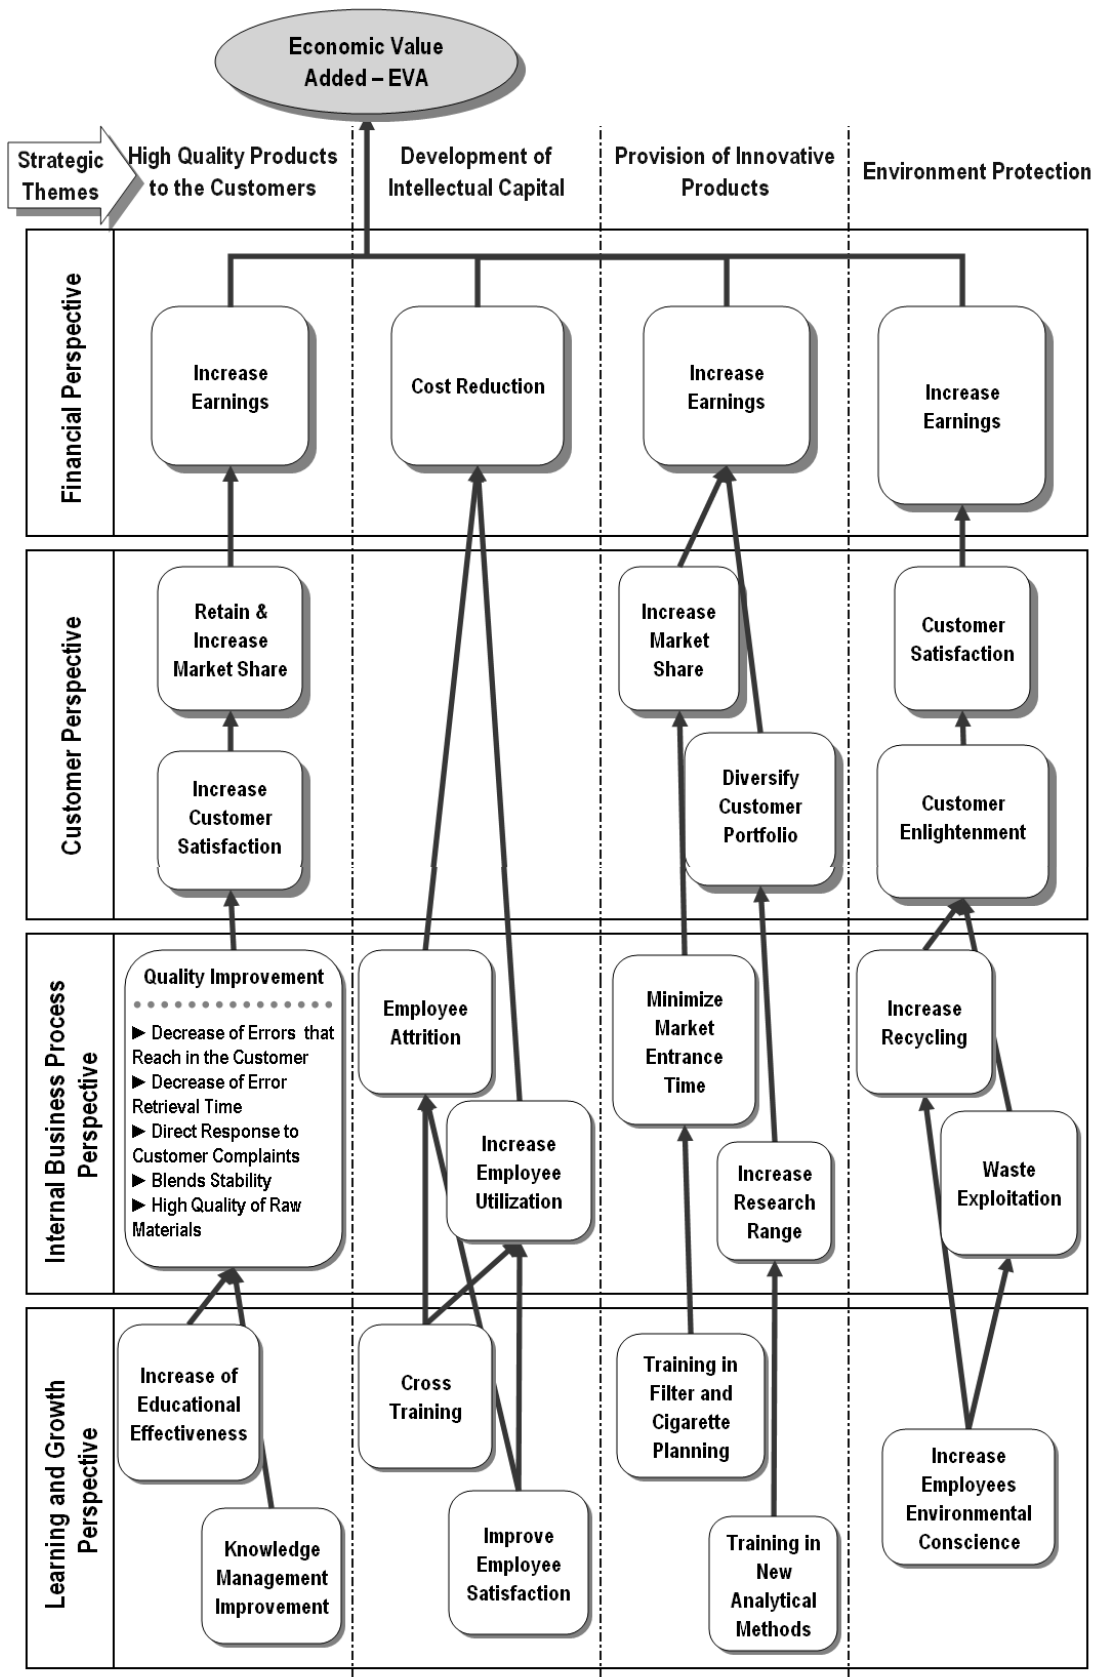 Economic Value
Added – EVA
Strategic
Themes
High Quality Products
to the Customers
Development of
Intellectual Capital
Provision of Innovative
Products
Environment Protection
Financial Perspective
Increase
Earnings
Cost Reduction
Increase
Earnings
Increase
Earnings
Customer Perspective
Retain &
Increase
Market Share
Increase
Market
Share
Customer
Satisfaction
Increase
Customer
Satisfaction
Diversify
Customer
Portfolio
Customer
Enlightenment
Internal Business Process
Perspective
Quality Improvement
► Decrease of Errors that
Reach in the Customer
► Decrease of Error
Retrieval Time
► Direct Response to
Customer Complaints
► Blends Stability
► High Quality of Raw
Materials
Employee
Attrition
Increase
Employee
Utilization
Minimize
Market
Entrance
Time
Increase
Research
Range
Increase
Recycling
Waste
Exploitation
Learning and Growth
Perspective
Increase of
Educational
Effectiveness
Knowledge
Management
Improvement
Cross
Training
Improve
Employee
Satisfaction
Training in
Filter and
Cigarette
Planning
Training in
New
Analytical
Methods
Increase
Employees
Environmental
Conscience